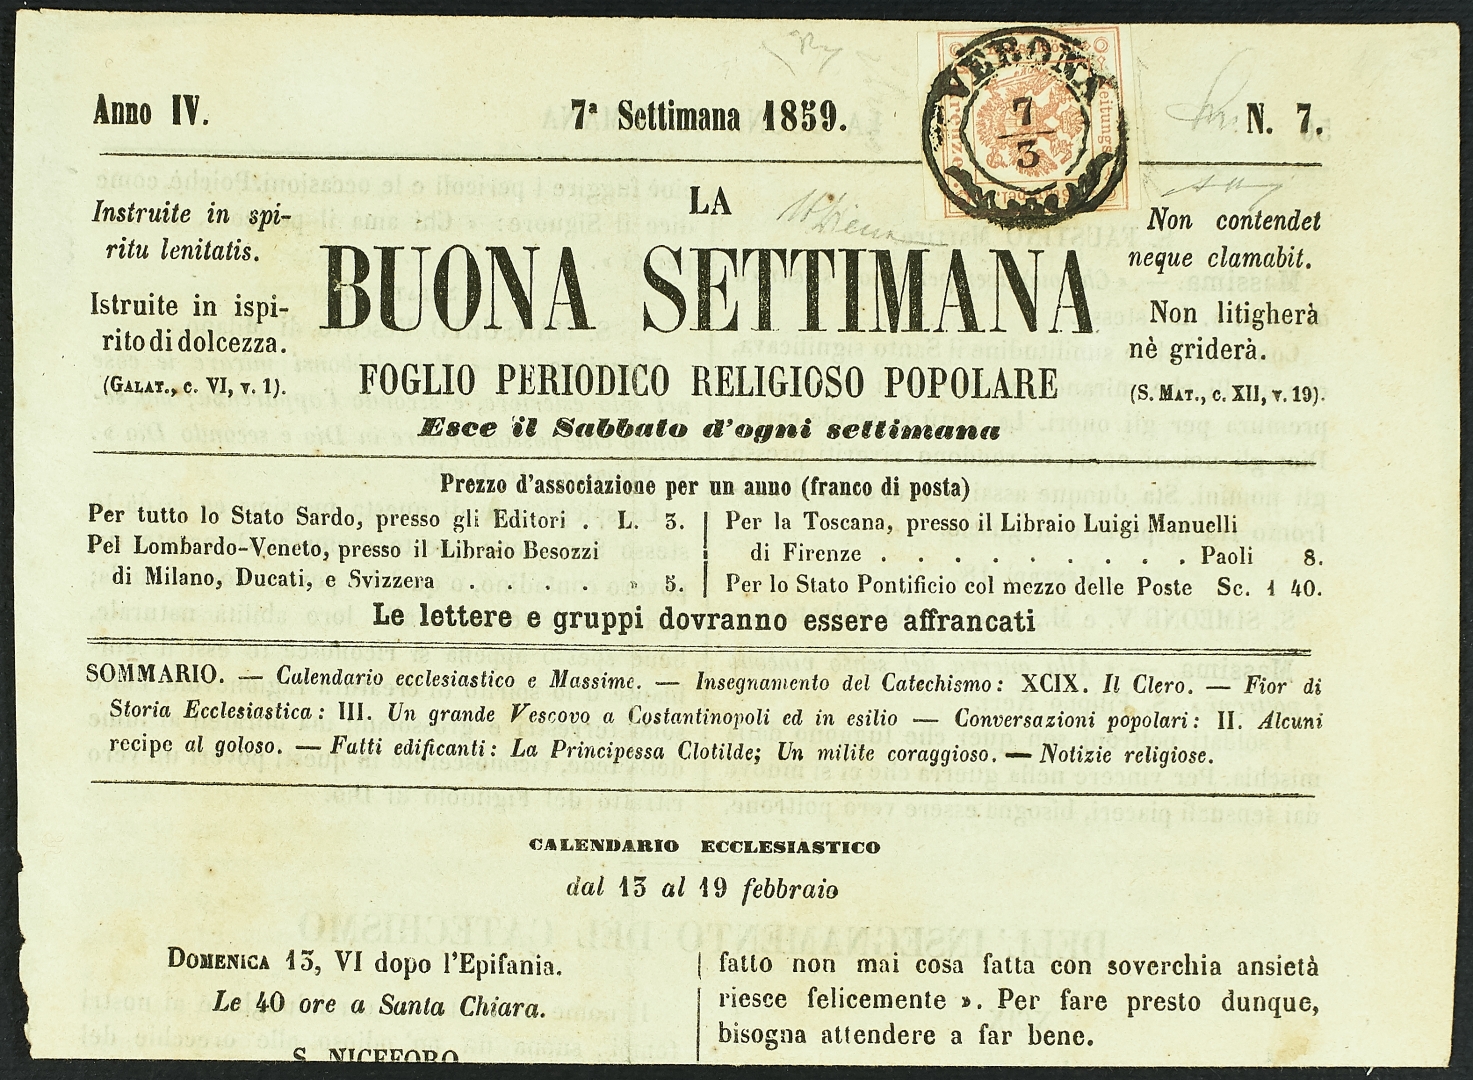 Anno IV.
7ª Settimana 1859.
N. 7.
VERONA
7
3
LA
BUONA SETTIMANA
FOGLIO PERIODICO RELIGIOSO POPOLARE
Esce il Sabbato d'ogni settimana
Instruite in spi-
ritu lenitatis.
Istruite in ispi-
rito di dolcezza.
(GALAT., c. VI, v. 1).
Non contendet
neque clamabit.
Non litigherà
nè griderà.
(S. MAT., c. XII, v. 19).
Prezzo d'associazione per un anno (franco di posta)
Per tutto lo Stato Sardo, presso gli Editori . L. 3.
Pel Lombardo-Veneto, presso il Libraio Besozzi
di Milano, Ducati, e Svizzera . . . . » 5.
Per la Toscana, presso il Libraio Luigi Manuelli
di Firenze . . . . . . . . . . Paoli 8.
Per lo Stato Pontificio col mezzo delle Poste Sc. 1 40.
Le lettere e gruppi dovranno essere affrancati
SOMMARIO. — Calendario ecclesiastico e Massime. — Insegnamento del Catechismo: XCIX. Il Clero. — Fior di
Storia Ecclesiastica: III. Un grande Vescovo a Costantinopoli ed in esilio — Conversazioni popolari: II. Alcuni
recipe al goloso. — Fatti edificanti: La Principessa Clotilde; Un milite coraggioso. — Notizie religiose.
CALENDARIO ECCLESIASTICO
dal 13 al 19 febbraio
DOMENICA 13, VI dopo l'Epifania.
Le 40 ore a Santa Chiara.
S. NICEFORO
fatto non mai cosa fatta con soverchia ansietà
riesce felicemente ». Per fare presto dunque,
bisogna attendere a far bene.